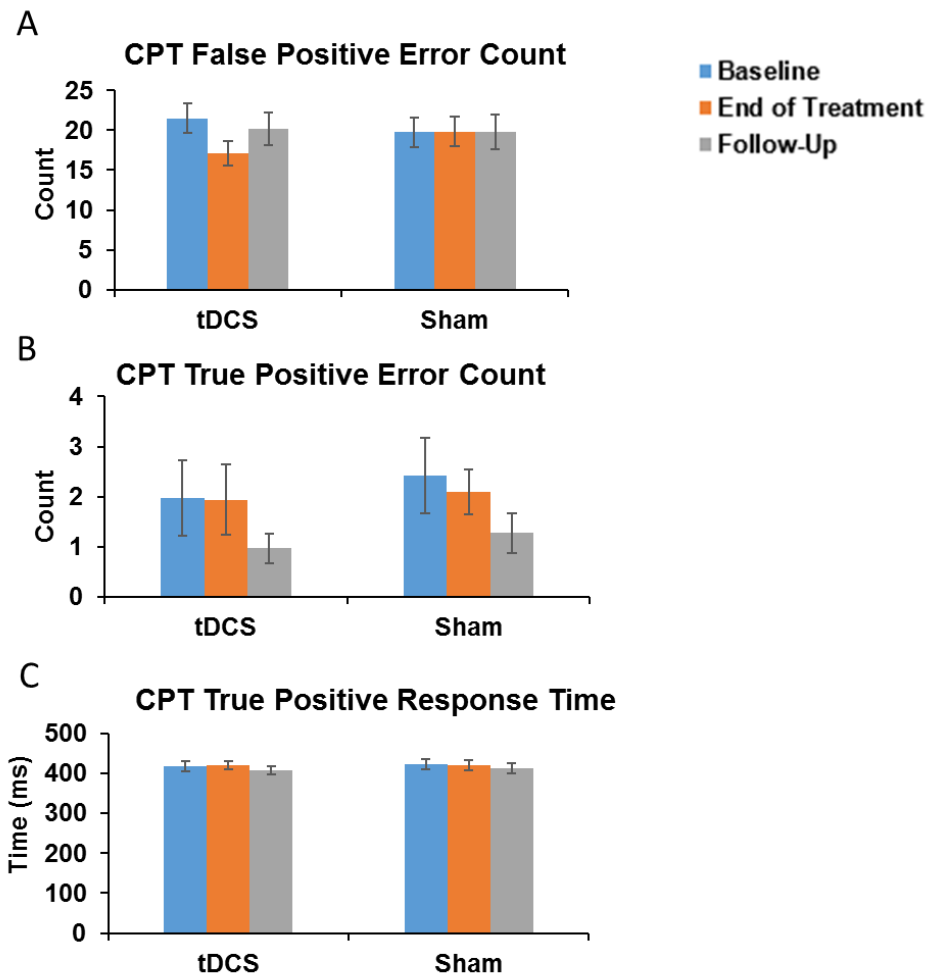 A
CPT False Positive Error Count
Baseline
End of Treatment
Follow-Up
25
20
15
10
5
0
Count
tDCS
Sham
B
CPT True Positive Error Count
4
3
2
1
0
Count
tDCS
Sham
C
CPT True Positive Response Time
500
400
300
200
100
0
Time (ms)
tDCS
Sham